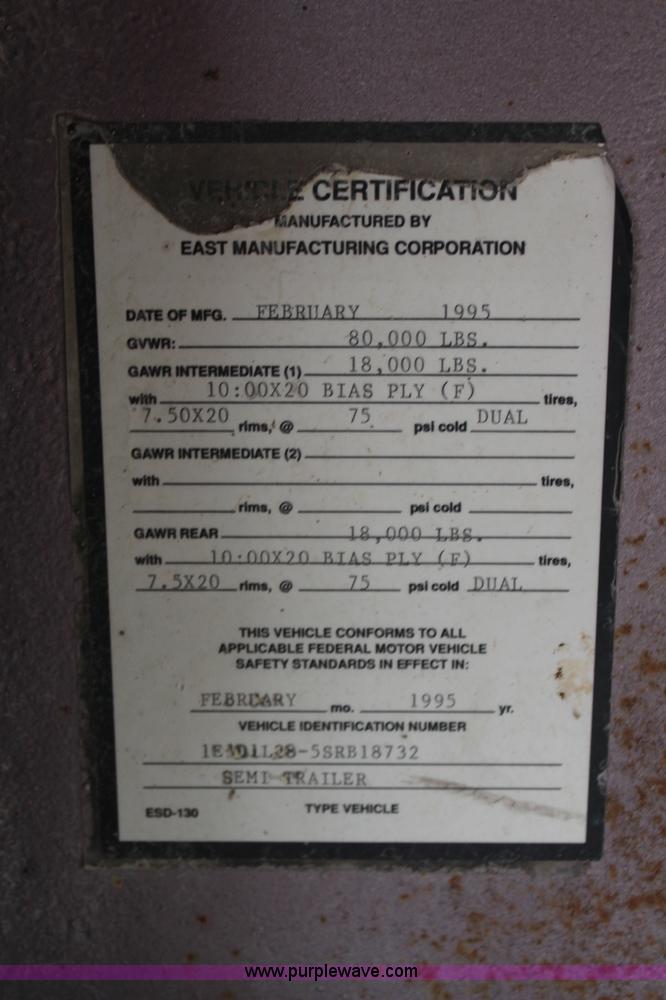 VEHICLE CERTIFICATION
MANUFACTURED BY
EAST MANUFACTURING CORPORATION
DATE OF MFG. FEBRUARY 1995
GVWR: 80,000 LBS.
GAWR INTERMEDIATE (1) 18,000 LBS.
with 10:00X20 BIAS PLY (F) tires,
7.50X20 rims, @ 75 psi cold DUAL
GAWR INTERMEDIATE (2)
with tires,
rims, @ psi cold
GAWR REAR 18,000 LBS.
with 10:00X20 BIAS PLY (F) tires,
7.5X20 rims, @ 75 psi cold DUAL
THIS VEHICLE CONFORMS TO ALL
APPLICABLE FEDERAL MOTOR VEHICLE
SAFETY STANDARDS IN EFFECT IN:
FEBRUARY mo. 1995 yr.
VEHICLE IDENTIFICATION NUMBER
SEMI TRAILER
ESD-130 TYPE VEHICLE
www.purplewave.com